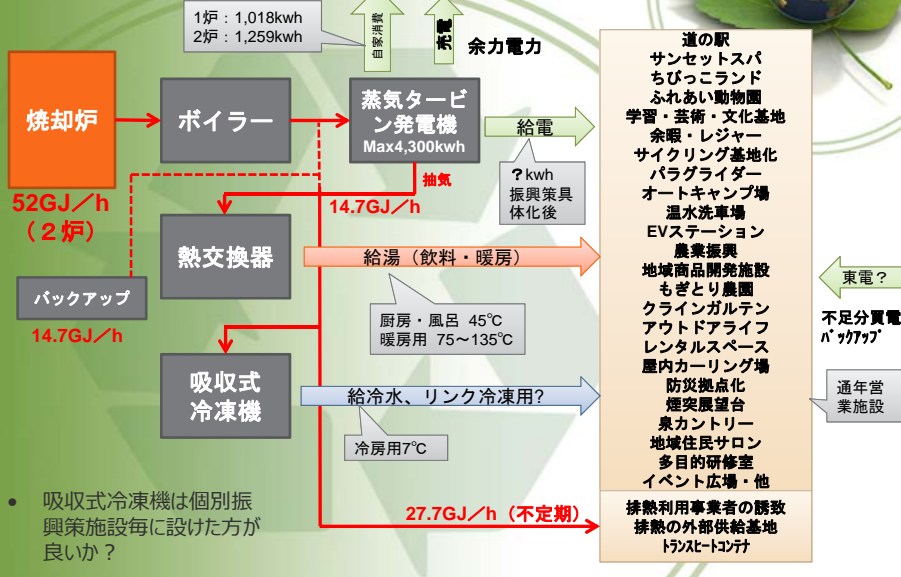 1炉：1,018kwh
2炉：1,259kwh
自家消費
売電
余力電力
焼却炉
ボイラー
蒸気タービ
ン発電機
Max4,300kwh
給電
?kwh
振興策具
体化後
抽気
14.7GJ／h
52GJ／h
（２炉）
熱交換器
給湯（飲料・暖房）
バックアップ
14.7GJ／h
厨房・風呂 45℃
暖房用 75～135℃
吸収式
冷凍機
給冷水、リンク冷凍用?
冷房用7℃
• 吸収式冷凍機は個別振
興策施設毎に設けた方が
良いか？
27.7GJ／h（不定期）
道の駅
サンセットスパ
ちびっこランド
ふれあい動物園
学習・芸術・文化基地
余暇・レジャー
サイクリング基地化
パラグライダー
オートキャンプ場
温水洗車場
EVステーション
農業振興
地域商品開発施設
もぎとり農園
クラインガルテン
アウトドアライフ
レンタルスペース
屋内カーリング場
防災拠点化
煙突展望台
泉カントリー
地域住民サロン
多目的研修室
イベント広場・他
排熱利用事業者の誘致
排熱の外部供給基地
ﾄﾗﾝｽﾋｰﾄｺﾝﾃﾅ
東電？
不足分買電
ﾊﾞｯｸｱｯﾌﾟ
通年営
業施設